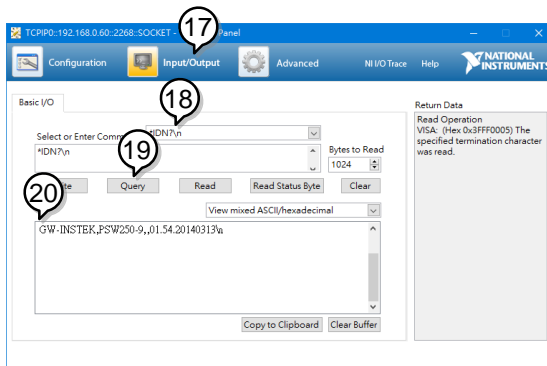 TCPIP0::192.168.0.60::2268::SOCKET - Panel
17
Configuration Input/Output Advanced NI I/O Trace Help NATIONAL INSTRUMENTS
Basic I/O
18
Return Data
Select or Enter *IDN?\n
*IDN?\n
19
Bytes to Read
1024
Query Read Read Status Byte Clear
20
View mixed ASCII/hexadecimal
GW-INSTEK,PSW250-9,,01.54.20140313\n
Copy to Clipboard Clear Buffer
Read Operation
VISA: (Hex 0x3FFF0005) The
specified termination character
was read.